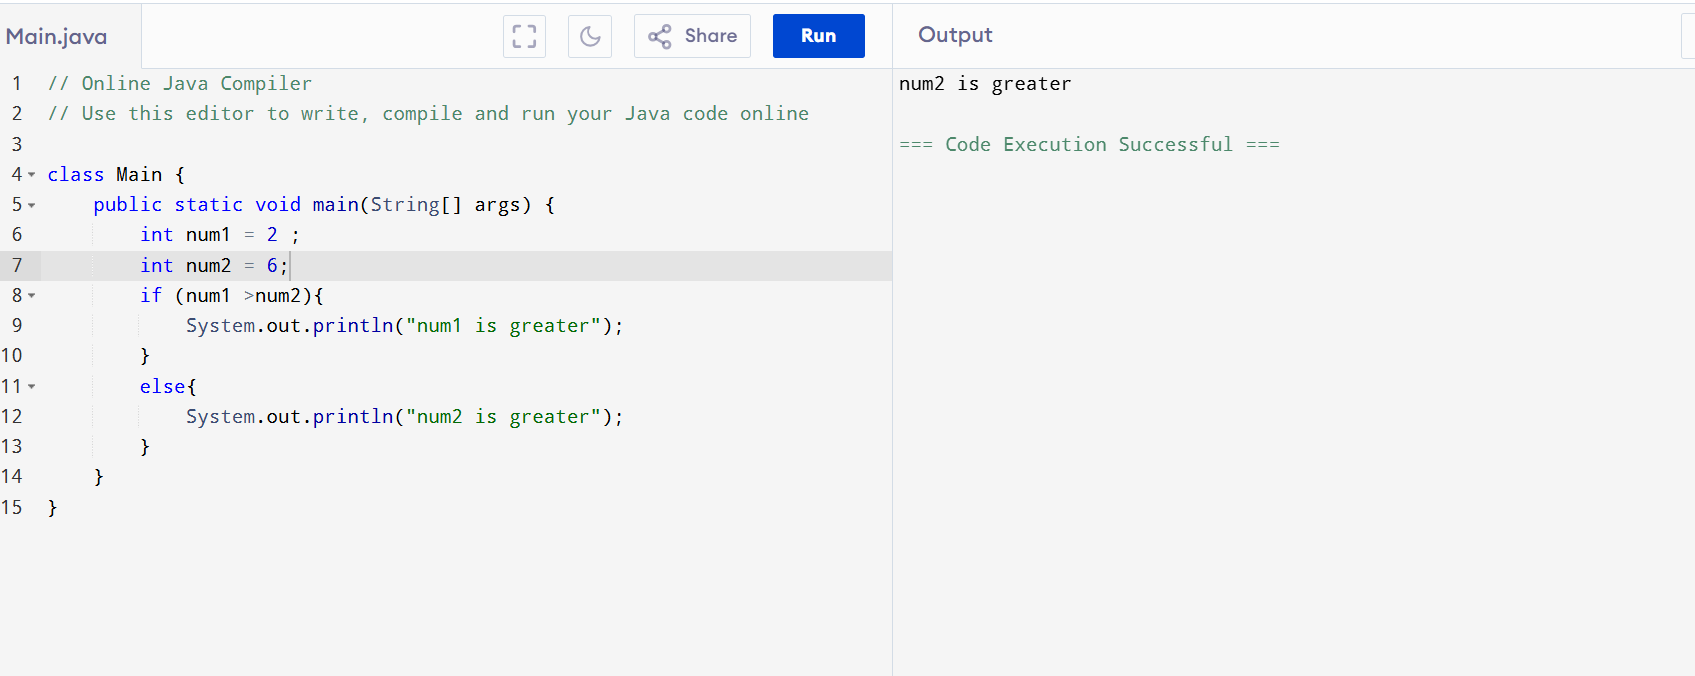 Main.java
Share
Run
Output
1 // Online Java Compiler
2 // Use this editor to write, compile and run your Java code online
3
4 class Main {
5     public static void main(String[] args) {
6         int num1 = 2 ;
7         int num2 = 6;
8         if (num1 >num2){
9             System.out.println("num1 is greater");
10         }
11         else{
12             System.out.println("num2 is greater");
13         }
14     }
15 }
num2 is greater
=== Code Execution Successful ===